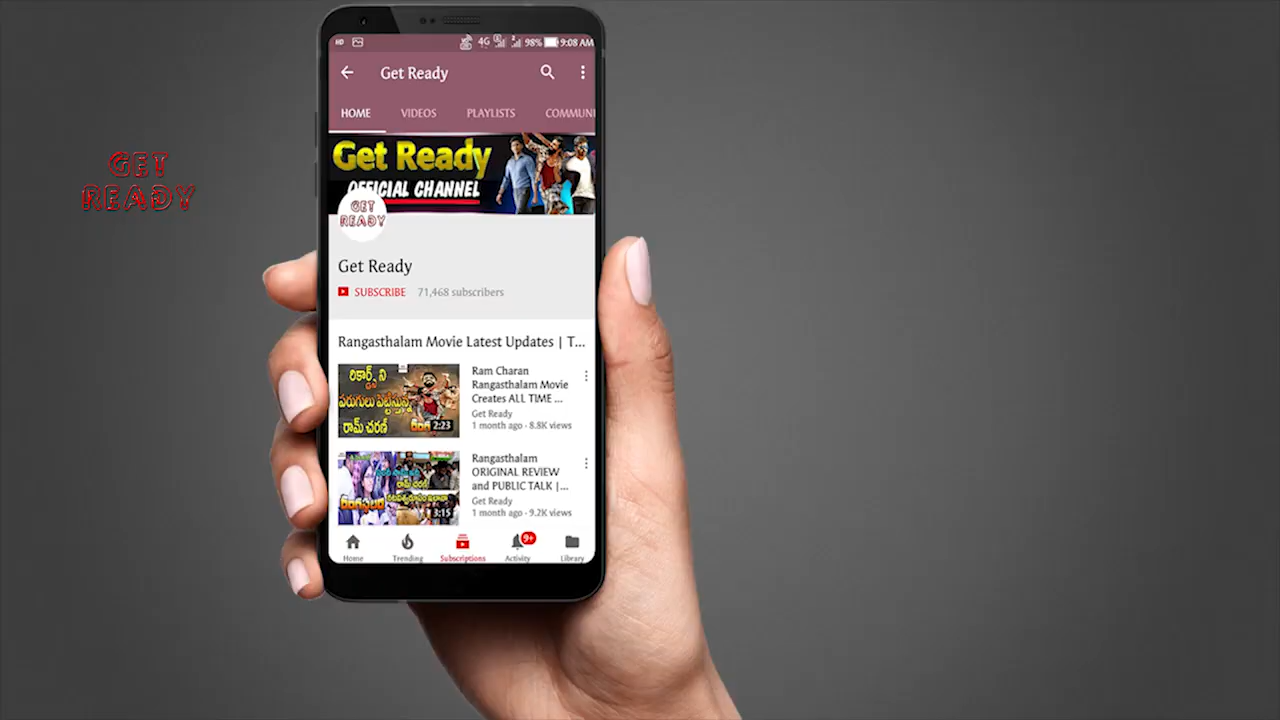 HD 4G 98% 9:08 AM
Get Ready
HOME VIDEOS PLAYLISTS COMMUNI
GET
READY
Get Ready
OFFICIAL CHANNEL
GET
READY
Get Ready
SUBSCRIBE 71,468 subscribers
Rangasthalam Movie Latest Updates | T...
రికార్డ్స్ ని
పరుగులు పెట్టిస్తున్న
రామ్ చరణ్
2:23
Ram Charan
Rangasthalam Movie
Creates ALL TIME ...
Get Ready
1 month ago · 8.8K views
3:15
Rangasthalam
ORIGINAL REVIEW
and PUBLIC TALK |...
Get Ready
1 month ago · 9.2K views
9+
Home Trending Subscriptions Activity Library